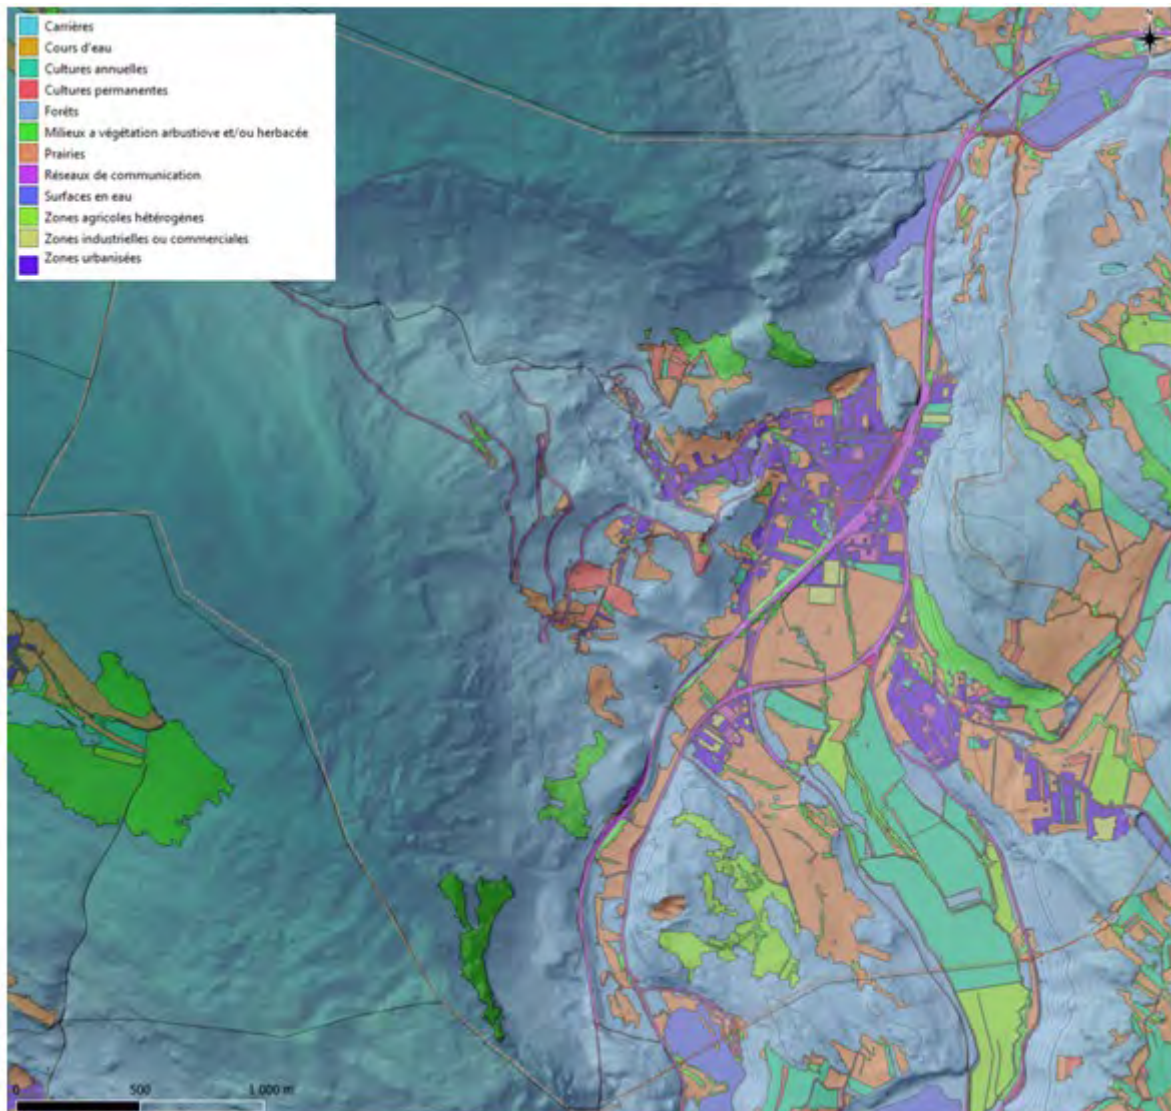 Carrières
Cours d'eau
Cultures annuelles
Cultures permanentes
Forêts
Milieux a végétation arbustiove et/ou herbacée
Prairies
Réseaux de communication
Surfaces en eau
Zones agricoles hétérogènes
Zones industrielles ou commerciales
Zones urbanisées
0 500 1 000 m